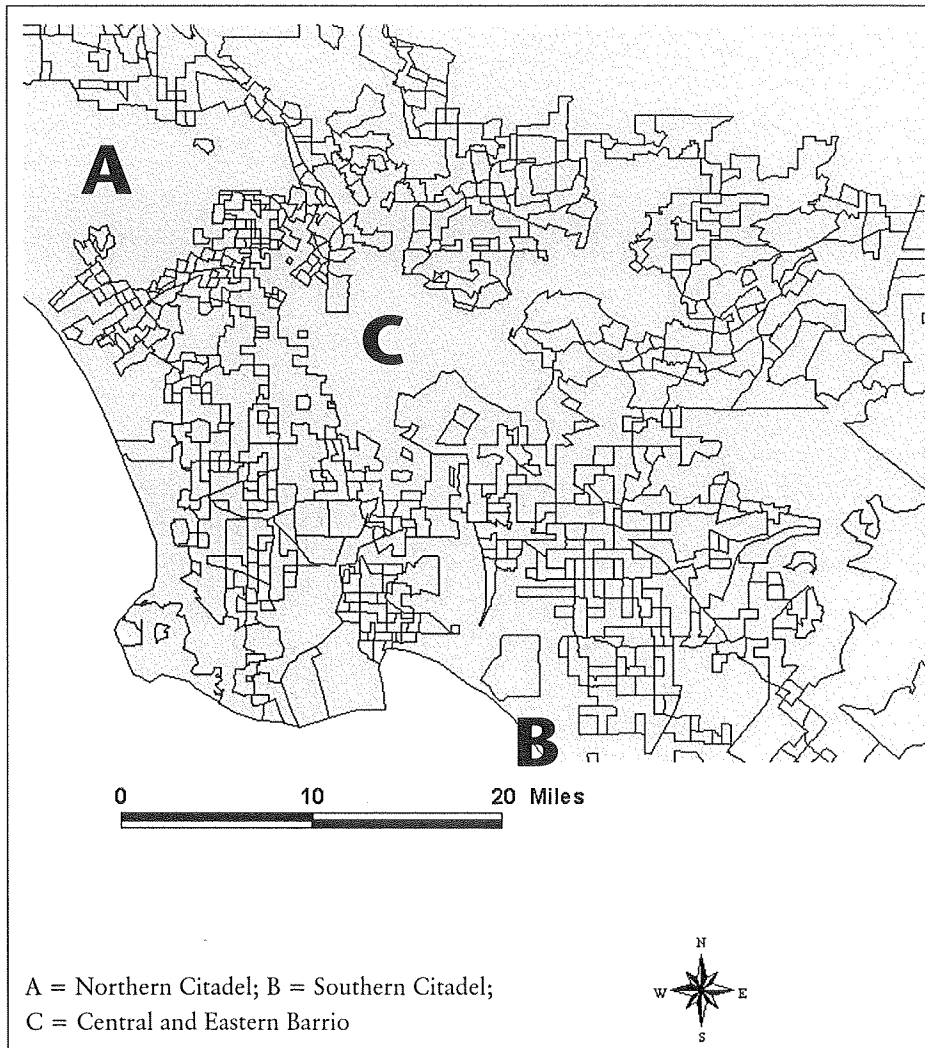 A
C
B
0 10 20 Miles
A = Northern Citadel; B = Southern Citadel;
C = Central and Eastern Barrio
N
W E
S